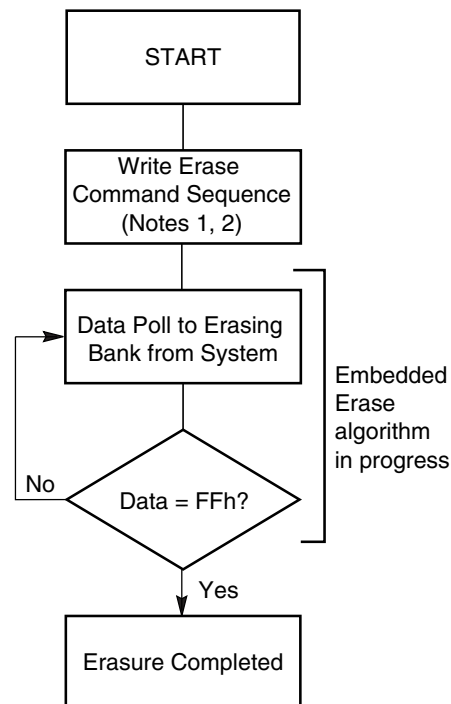 START
Write Erase
Command Sequence
(Notes 1, 2)
Data Poll to Erasing
Bank from System
Embedded
Erase
algorithm
in progress
No
Data = FFh?
Yes
Erasure Completed